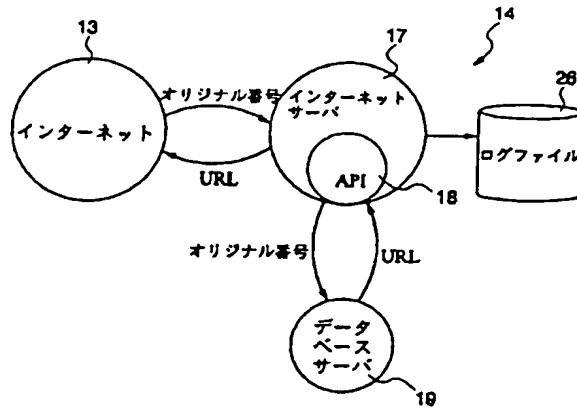 13
17
14
26
オリジナル番号
インターネット
サーバ
インターネット
ログファイル
URL
API
18
オリジナル番号
URL
データ
ベース
サーバ
19